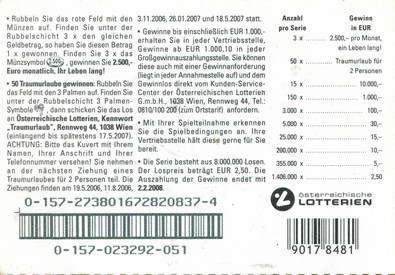 • Rubbeln Sie das rote Feld mit den
Münzen auf. Finden Sie unter der
Rubbelschicht 3 x den gleichen
Geldbetrag, so haben Sie diesen Betrag
1 x gewonnen. Finden Sie 3 x das
Münzsymbol 2.500,-, gewinnen Sie 2.500,-
Euro monatlich, Ihr Leben lang!
• 50 Traumurlaube gewinnen: Rubbeln Sie
das Feld mit den 3 Palmen auf. Finden Sie
unter der Rubbelschicht 3 Palmen-
Symbole, dann schicken Sie das Los
an Österreichische Lotterien, Kennwort
„Traumurlaub", Rennweg 44, 1038 Wien
(einlangend bis spätestens 17.5.2007).
ACHTUNG: Bitte das Kuvert mit Ihrem
Namen, Ihrer Anschrift und Ihrer
Telefonnummer versehen! Sie nehmen
an der nächsten Ziehung eines
Traumurlaubes für 2 Personen teil. Die
Ziehungen finden am 19.5.2006, 11.8.2006,
3.11.2006, 26.01.2007 und 18.5.2007 statt.
• Gewinne bis einschließlich EUR 1.000,-
erhalten Sie in jeder Vertriebsstelle,
Gewinne ab EUR 1.000,10 in jeder
Großgewinnauszahlungsstelle. Sie können
diese auch mit einer Gewinnanforderung
(liegt in jeder Annahmestelle auf) und dem
Gewinnlos direkt vom Kunden-Service-
Center der Österreichischen Lotterien
G.m.b.H., 1038 Wien, Rennweg 44, Tel.:
0810/100 200 (zum Ortstarif) anfordern.
• Mit Ihrer Spielteilnahme erkennen
Sie die Spielbedingungen an. Ihre
Vertriebsstelle hält diese gerne für Sie
bereit.
• Die Serie besteht aus 8.000.000 Losen.
Der Lospreis beträgt EUR 2,50. Die
Auszahlung der Gewinne endet mit
2.2.2008.
Anzahl Gewinn
pro Serie in EUR
3 x 2.500,– pro Monat,
ein Leben lang!
50 x Traumurlaub für
2 Personen
15 x 10.000,–
30 x 1.000,–
300 x 100,–
5.000 x 50,–
25.000 x 20,–
200.000 x 10,–
355.000 x 5,–
1.406.000 x 2,50
österreichische
LOTTERIEN
0-157-273801672820837-4
0-157-023292-051
9017 8481